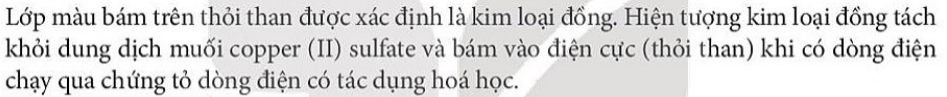 Lớp màu bám trên thỏi than được xác định là kim loại đồng. Hiện tượng kim loại đồng tách
khỏi dung dịch muối copper (II) sulfate và bám vào điện cực (thỏi than) khi có dòng điện
chạy qua chứng tỏ dòng điện có tác dụng hoá học.